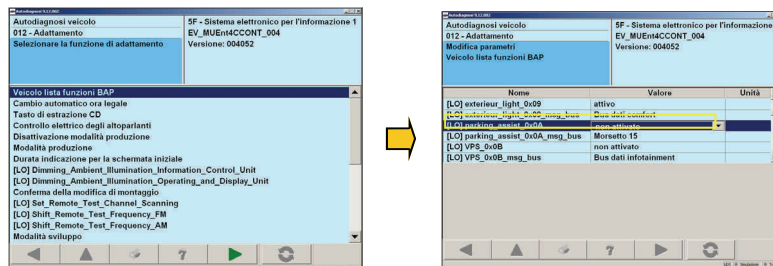 Autodiagnosi veicolo
012 - Adattamento
Selezionare la funzione di adattamento
5F - Sistema elettronico per l'informazione 1
EV_MUEnt4CCONT_004
Versione: 004052
Veicolo lista funzioni BAP
Cambio automatico ora legale
Tasto di estrazione CD
Controllo elettrico degli altoparlanti
Disattivazione modalità produzione
Modalità produzione
Durata indicazione per la schermata iniziale
[LO] Dimming_Ambient_Illumination_Information_Control_Unit
[LO] Dimming_Ambient_Illumination_Operating_and_Display_Unit
Conferma della modifica di montaggio
[LO] Set_Remote_Test_Channel_Scanning
[LO] Shift_Remote_Test_Frequency_FM
[LO] Shift_Remote_Test_Frequency_AM
Modalità sviluppo
Autodiagnosi veicolo
012 - Adattamento
Modifica parametri
Veicolo lista funzioni BAP
5F - Sistema elettronico per l'informazione
EV_MUEnt4CCONT_004
Versione: 004052
Nome Valore Unità
[LO] exterieur_light_0x09 attivo
[LO] exterieur_light_0x09_msg_bus Bus dati comfort
[LO] parking_assist_0x0A non attivato
[LO] parking_assist_0x0A_msg_bus Morsetto 15
[LO] VPS_0x0B non attivato
[LO] VPS_0x0B_msg_bus Bus dati infotainment